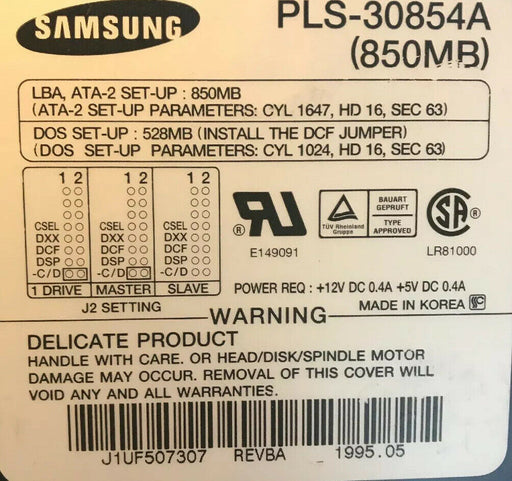 SAMSUNG
PLS-30854A
(850MB)
LBA, ATA-2 SET-UP : 850MB
(ATA-2 SET-UP PARAMETERS: CYL 1647, HD 16, SEC 63)
DOS SET-UP : 528MB (INSTALL THE DCF JUMPER)
(DOS SET-UP PARAMETERS: CYL 1024, HD 16, SEC 63)
1 2 1 2 1 2
CSEL CSEL CSEL
DXX DXX DXX
DCF DCF DCF
DSP DSP DSP
-C/D -C/D -C/D
1 DRIVE MASTER SLAVE
J2 SETTING
® RU
E149091
TÜV Rheinland
Gruppe
BAUART
GEPRUFT
TYPE
APPROVED
SA ®
LR81000
POWER REQ : +12V DC 0.4A +5V DC 0.4A
MADE IN KOREA
WARNING
DELICATE PRODUCT
HANDLE WITH CARE. OR HEAD/DISK/SPINDLE MOTOR
DAMAGE MAY OCCUR. REMOVAL OF THIS COVER WILL
VOID ANY AND ALL WARRANTIES.
J1UF507307 REVBA 1995.05